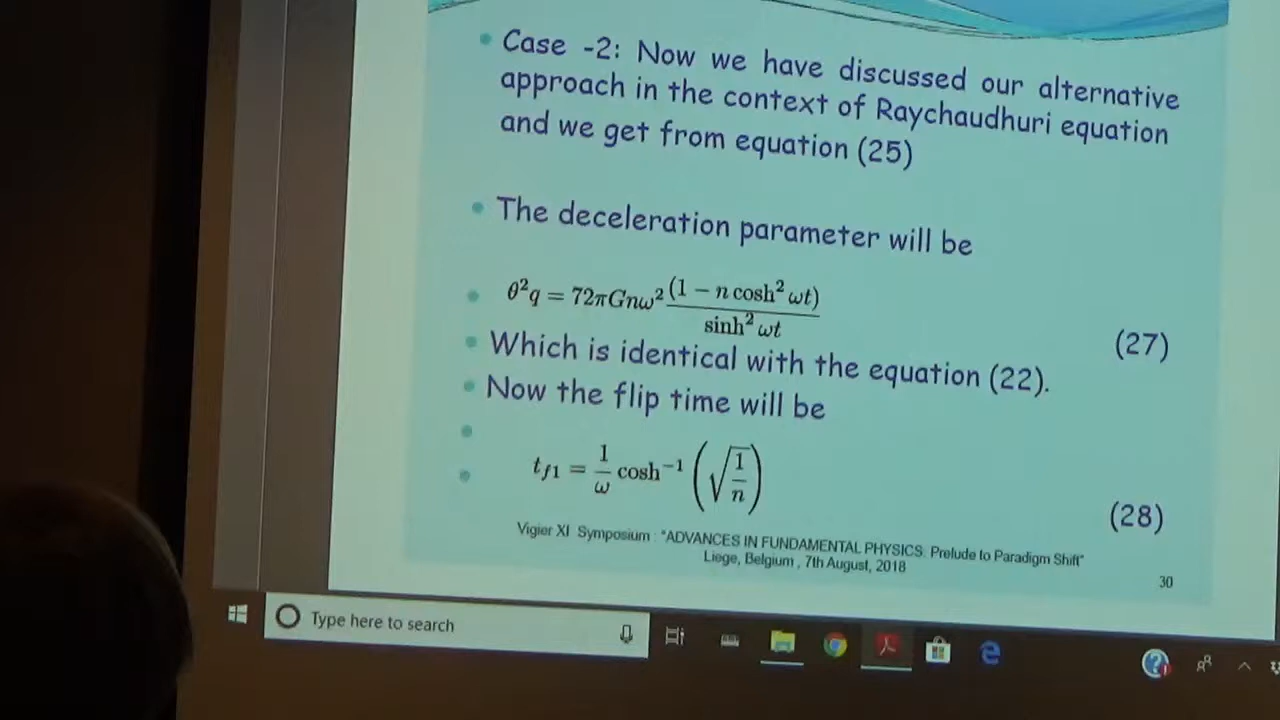 Case -2: Now we have discussed our alternative
approach in the context of Raychaudhuri equation
and we get from equation (25)
The deceleration parameter will be
θ²q = 72πGnω² (1 − n cosh² ωt) / sinh² ωt
(27)
Which is identical with the equation (22).
Now the flip time will be
t_f1 = 1/ω cosh⁻¹ (√(1/n))
(28)
Vigier XI Symposium : "ADVANCES IN FUNDAMENTAL PHYSICS: Prelude to Paradigm Shift"
Liege, Belgium , 7th August, 2018
30
Type here to search